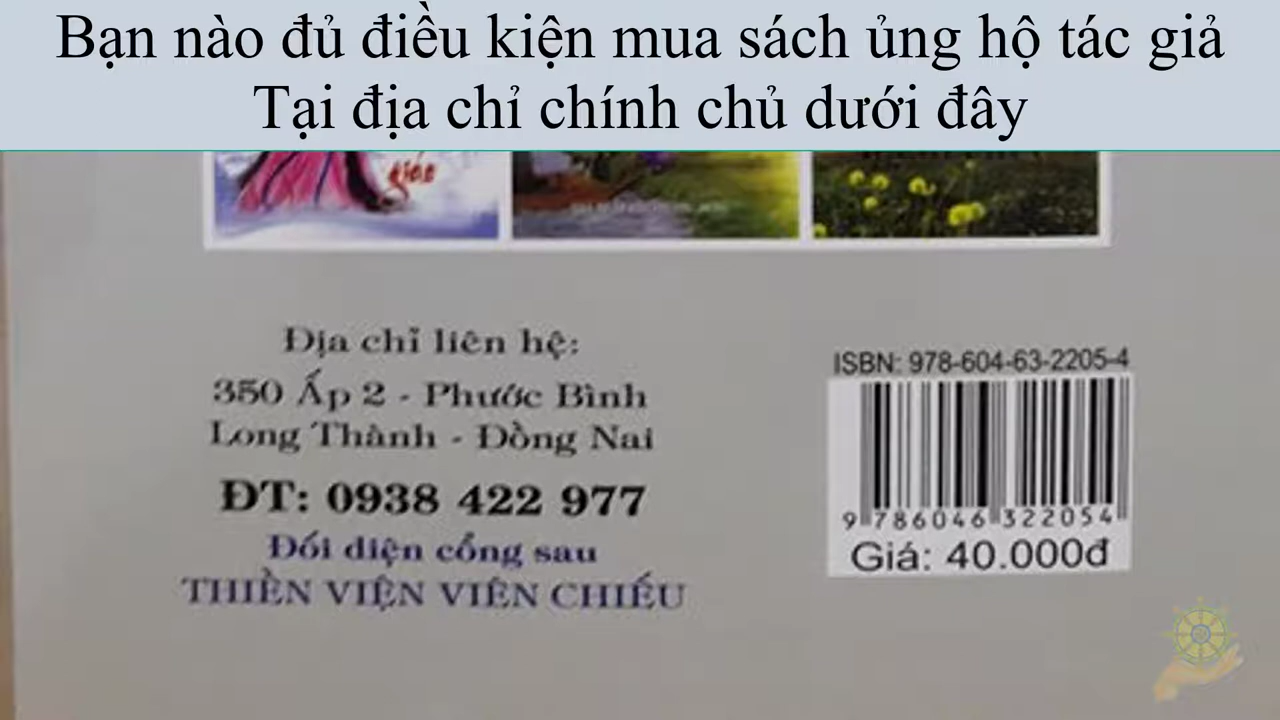 Bạn nào đủ điều kiện mua sách ủng hộ tác giả
Tại địa chỉ chính chủ dưới đây
giác
Địa chỉ liên hệ:
350 Ấp 2 - Phước Bình
Long Thành - Đồng Nai
ĐT: 0938 422 977
Đối diện cổng sau
THIỀN VIỆN VIÊN CHIẾU
ISBN: 978-604-63-2205-4
9 786046 322054
Giá: 40.000đ